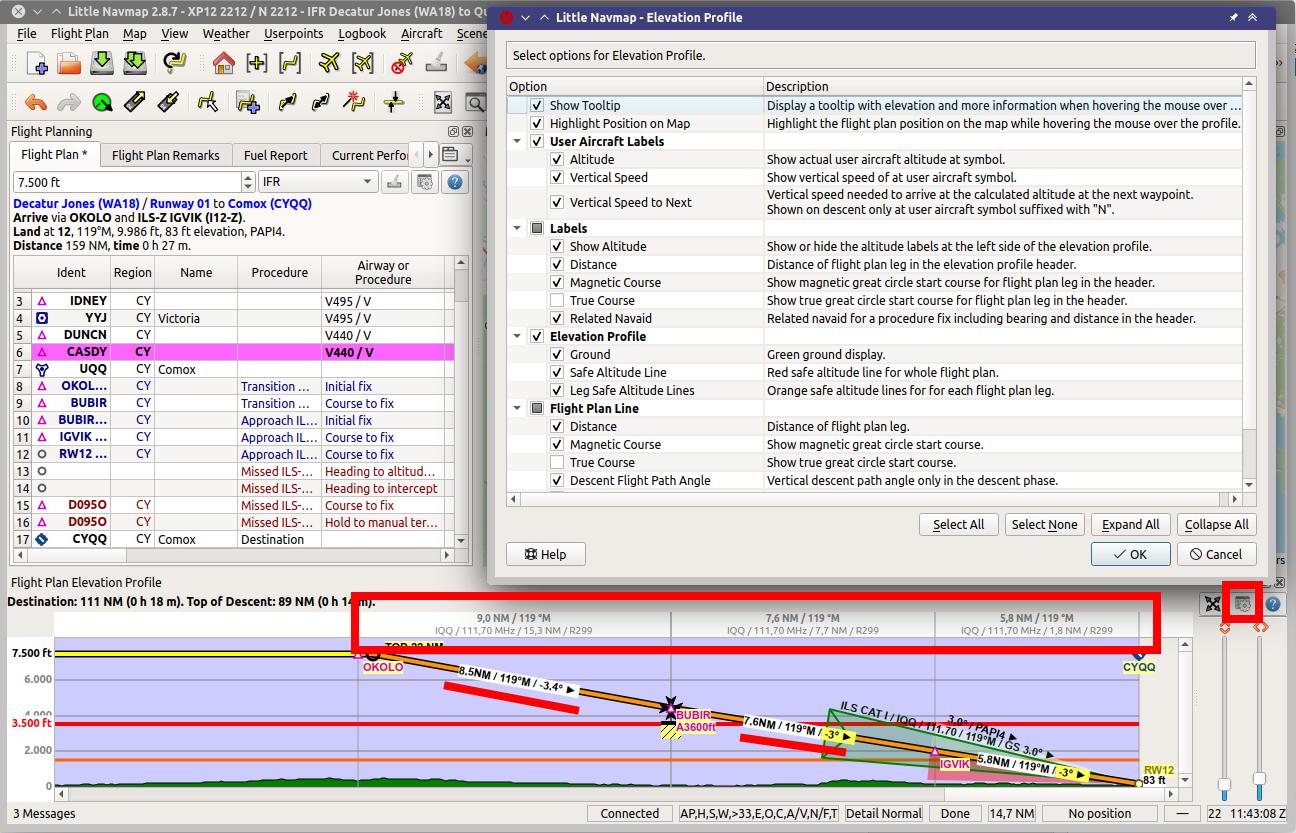 Little Navmap 2.8.7 - XP12 2212 / N 2212 - IFR Decatur Jones (WA18) to Qu
File Flight Plan Map View Weather Userpoints Logbook Aircraft Scene
Flight Planning
Flight Plan * Flight Plan Remarks Fuel Report Current Perfo
7.500 ft IFR
Decatur Jones (WA18) / Runway 01 to Comox (CYQQ)
Arrive via OKOLO and ILS-Z IGVIK (I12-Z).
Land at 12, 119°M, 9.986 ft, 83 ft elevation, PAPI4.
Distance 159 NM, time 0 h 27 m.
Ident Region Name Procedure Airway or Procedure
3 IDNEY CY V495 / V
4 YYJ CY Victoria V495 / V
5 DUNCN CY V440 / V
6 CASDY CY V440 / V
7 UQQ CY Comox
8 OKOL... CY Transition ... Initial fix
9 BUBIR CY Transition ... Course to fix
10 BUBIR... CY Approach IL... Initial fix
11 IGVIK ... CY Approach IL... Course to fix
12 RW12 ... CY Approach IL... Course to fix
13 Missed ILS-... Heading to altitud...
14 Missed ILS-... Heading to intercept
15 D095O CY Missed ILS-... Course to fix
16 D095O CY Missed ILS-... Hold to manual ter...
17 CYQQ CY Comox Destination
Little Navmap - Elevation Profile
Select options for Elevation Profile.
Option Description
Show Tooltip Display a tooltip with elevation and more information when hovering the mouse over ...
Highlight Position on Map Highlight the flight plan position on the map while hovering the mouse over the profile.
User Aircraft Labels
Altitude Show actual user aircraft altitude at symbol.
Vertical Speed Show vertical speed of at user aircraft symbol.
Vertical Speed to Next Vertical speed needed to arrive at the calculated altitude at the next waypoint.
Shown on descent only at user aircraft symbol suffixed with "N".
Labels
Show Altitude Show or hide the altitude labels at the left side of the elevation profile.
Distance Distance of flight plan leg in the elevation profile header.
Magnetic Course Show magnetic great circle start course for flight plan leg in the header.
True Course Show true great circle start course for flight plan leg in the header.
Related Navaid Related navaid for a procedure fix including bearing and distance in the header.
Elevation Profile
Ground Green ground display.
Safe Altitude Line Red safe altitude line for whole flight plan.
Leg Safe Altitude Lines Orange safe altitude lines for for each flight plan leg.
Flight Plan Line
Distance Distance of flight plan leg.
Magnetic Course Show magnetic great circle start course.
True Course Show true great circle start course.
Descent Flight Path Angle Vertical descent path angle only in the descent phase.
Select All Select None Expand All Collapse All
Help OK Cancel
Flight Plan Elevation Profile
Destination: 111 NM (0 h 18 m). Top of Descent: 89 NM (0 h 14 m).
9,0 NM / 119 °M 7,6 NM / 119 °M 5,8 NM / 119 °M
IQQ / 111,70 MHz / 15,3 NM / R299 IQQ / 111,70 MHz / 7,7 NM / R299 IQQ / 111,70 MHz / 1,8 NM / R299
7.500 ft
6.000
4.000
3.500 ft
2.000
0
TOD 22 NM
OKOLO
CYQQ
8.5NM / 119°M / -3.4° ►
BUBIR
A3600ft
7.6NM / 119°M / -3° ►
ILS CAT I / IQQ / 111.70 / 119°M / GS 3.0° ►
3.0° / PAPI4 ►
IGVIK
5.8NM / 119°M / -3° ►
RW12
83 ft
3 Messages Connected AP,H,S,W,>33,E,O,C,A/V,N/F,T Detail Normal Done 14,7 NM No position — 22 11:43:08 Z